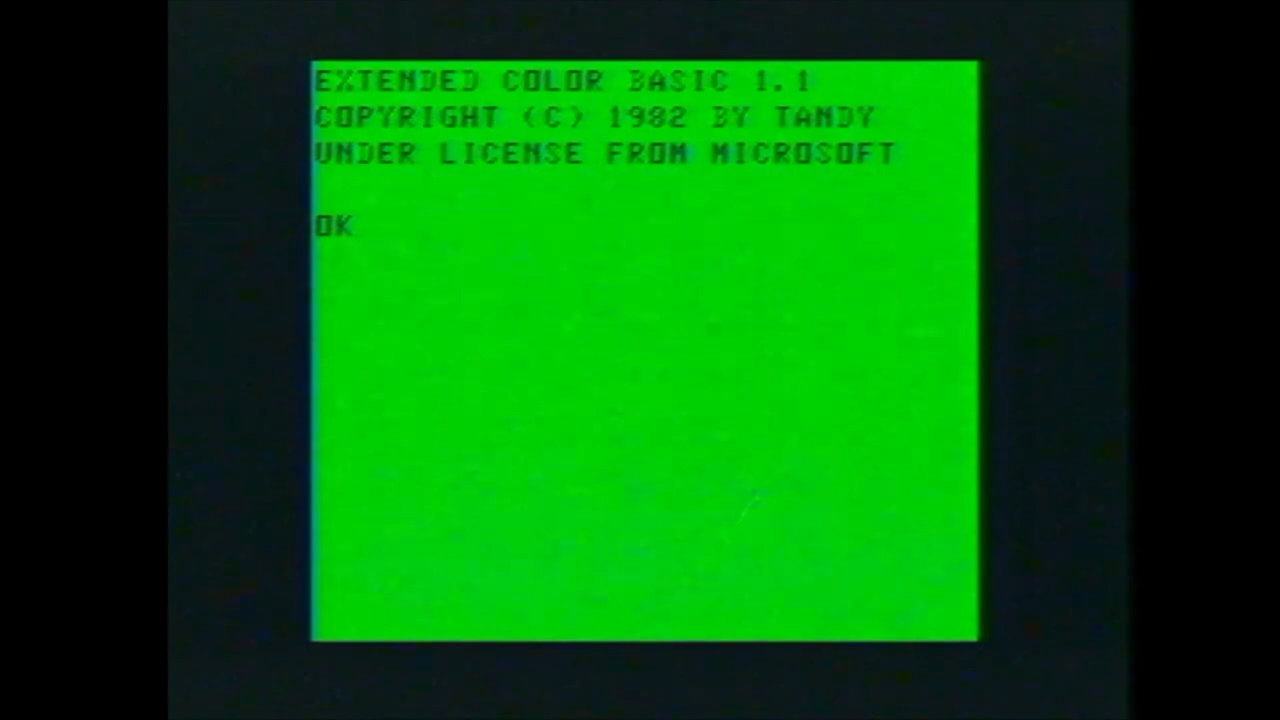 EXTENDED COLOR BASIC 1.1
COPYRIGHT (C) 1982 BY TANDY
UNDER LICENSE FROM MICROSOFT
OK